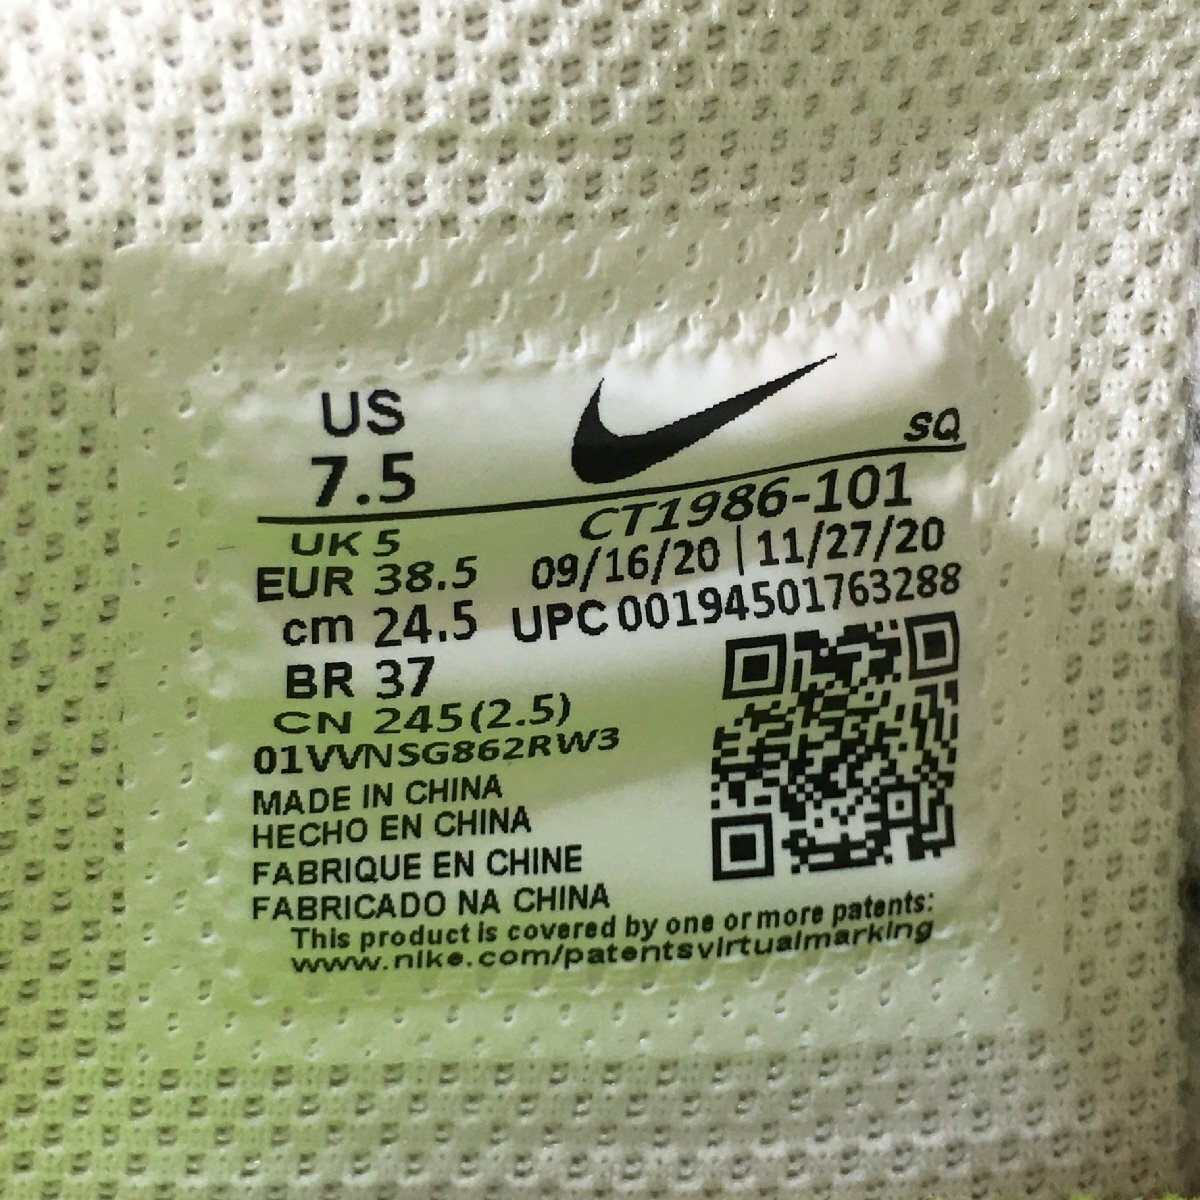 US
7.5
SQ
UK 5
CT1986-101
EUR 38.5
09/16/20 | 11/27/20
cm 24.5
UPC 00194501763288
BR 37
CN 245(2.5)
01VVNSG862RW3
MADE IN CHINA
HECHO EN CHINA
FABRIQUE EN CHINE
FABRICADO NA CHINA
This product is covered by one or more patents:
www.nike.com/patentsvirtualmarking